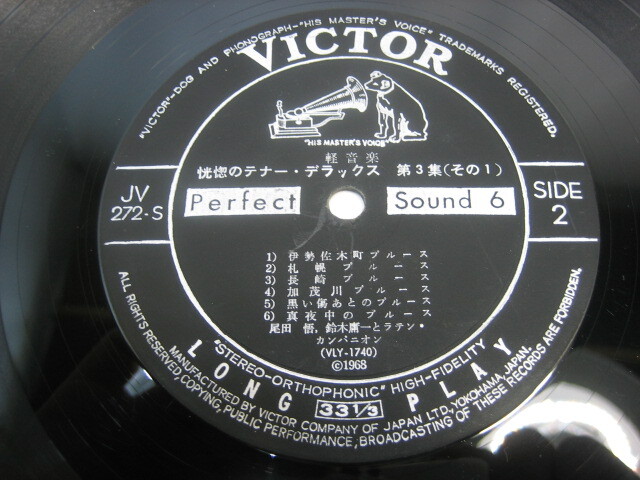 "VICTOR"-DOG AND PHONOGRAPH-"HIS MASTER'S VOICE" TRADEMARKS REGISTERED.
VICTOR
"HIS MASTER'S VOICE"
軽音楽
恍惚のテナー・デラックス 第3集(その1)
JV
272-S
Perfect Sound 6
SIDE
2
1) 伊勢佐木町ブルース
2) 札幌ブルース
3) 長崎ブルース
4) 加茂川ブルース
5) 黒い傷あとのブルース
6) 真夜中のブルース
尾田 悟, 鈴木庸一とラテン・
カンパニオン
(VLY-1740)
©1968
"STEREO-ORTHOPHONIC" HIGH-FIDELITY
LONG 33 1/3 PLAY
MANUFACTURED BY VICTOR COMPANY OF JAPAN LTD., YOKOHAMA, JAPAN.
ALL RIGHTS RESERVED, COPYING, PUBLIC PERFORMANCE, BROADCASTING OF THESE RECORDS ARE FORBIDDEN.